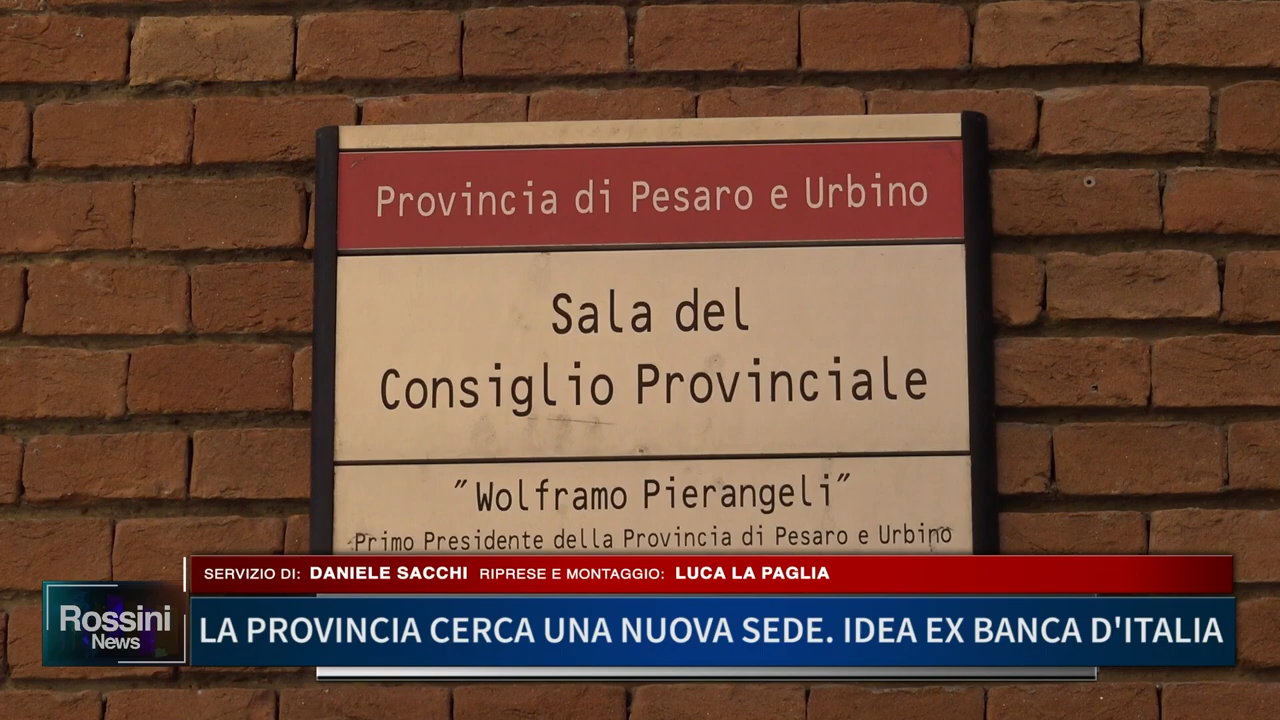 Provincia di Pesaro e Urbino
Sala del
Consiglio Provinciale
"Wolframo Pierangeli"
Primo Presidente della Provincia di Pesaro e Urbino
SERVIZIO DI: DANIELE SACCHI RIPRESE E MONTAGGIO: LUCA LA PAGLIA
Rossini
News
LA PROVINCIA CERCA UNA NUOVA SEDE. IDEA EX BANCA D'ITALIA